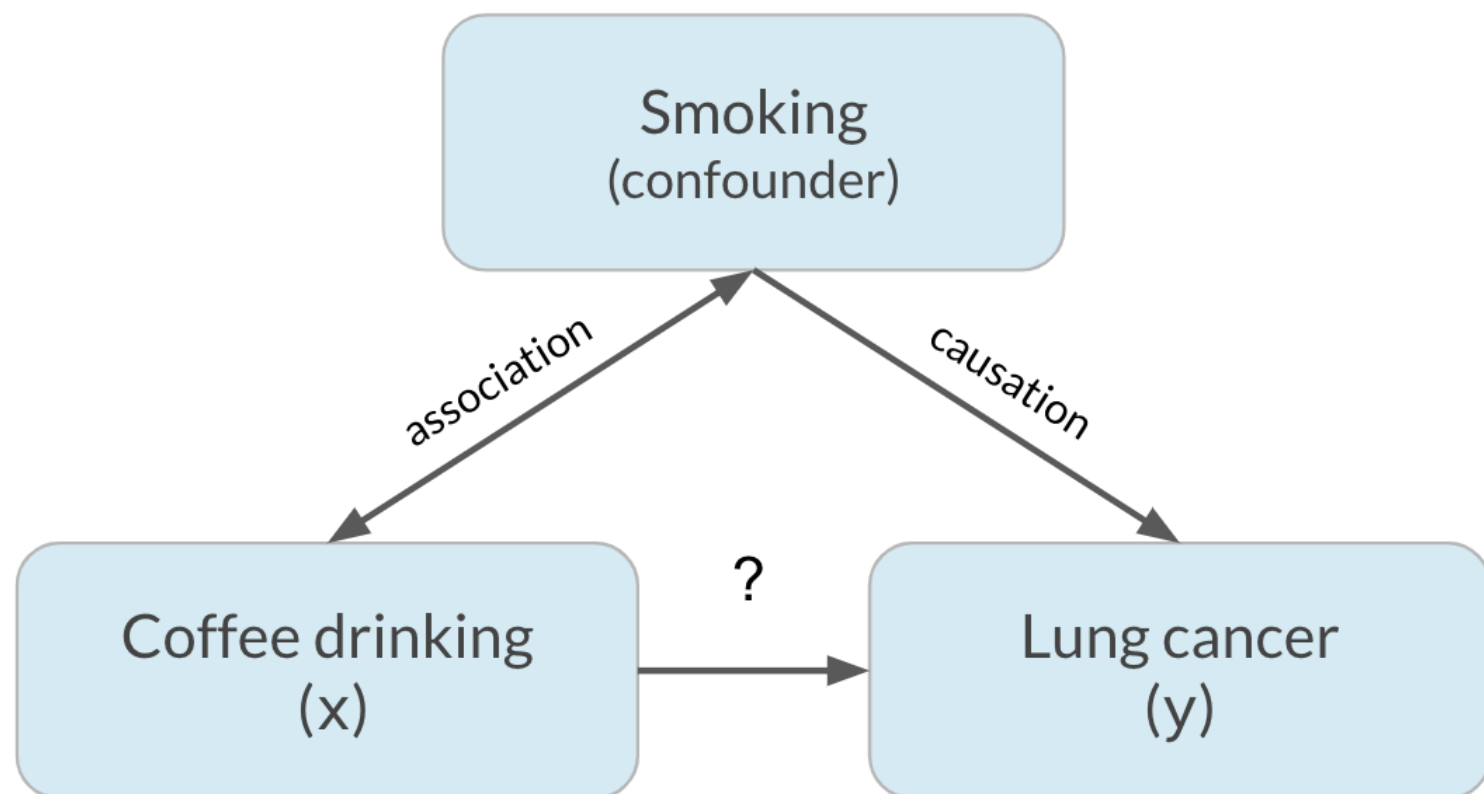 Smoking
(confounder)
association
causation
?
Coffee drinking
(x)
Lung cancer
(y)